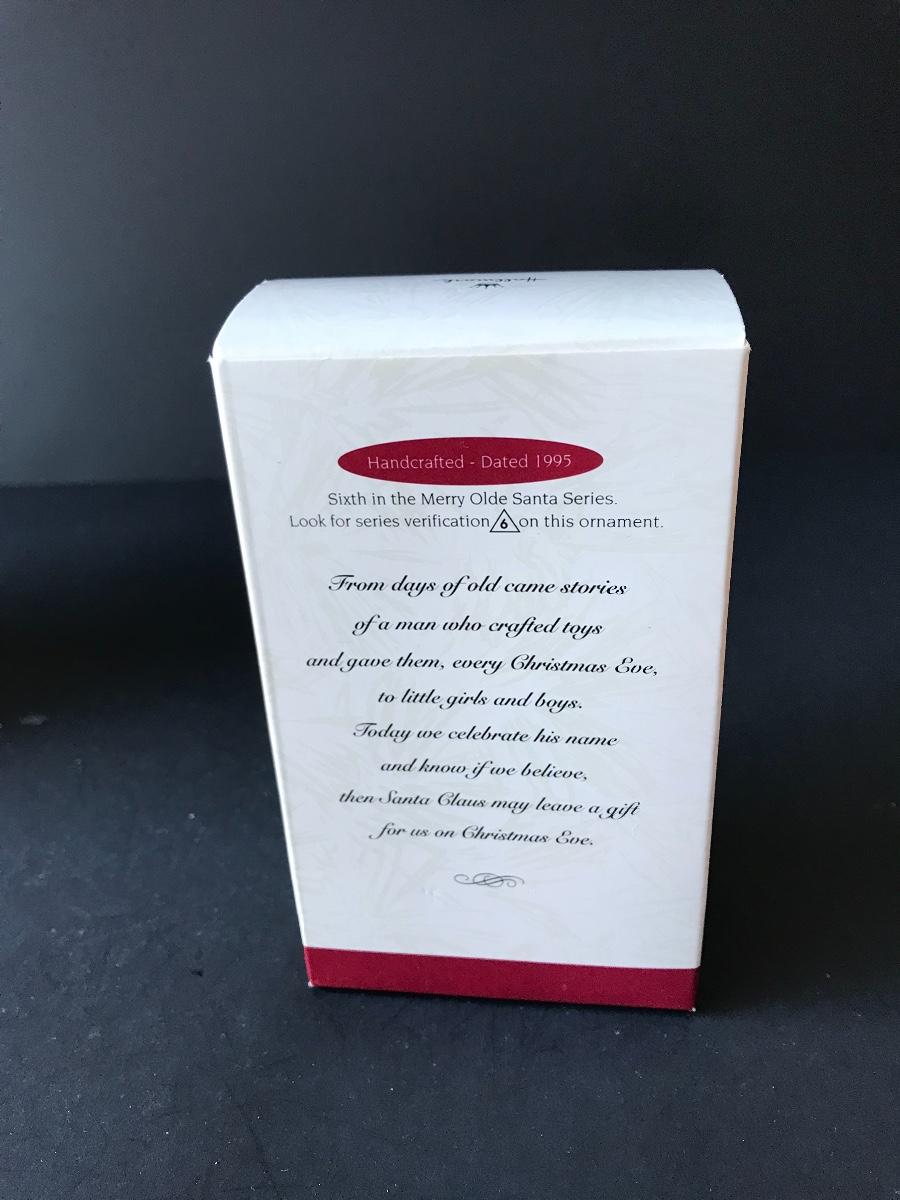 Hallmark
Handcrafted - Dated 1995
Sixth in the Merry Olde Santa Series.
Look for series verification 6 on this ornament.
From days of old came stories
of a man who crafted toys
and gave them, every Christmas Eve,
to little girls and boys.
Today we celebrate his name
and know if we believe,
then Santa Claus may leave a gift
for us on Christmas Eve.